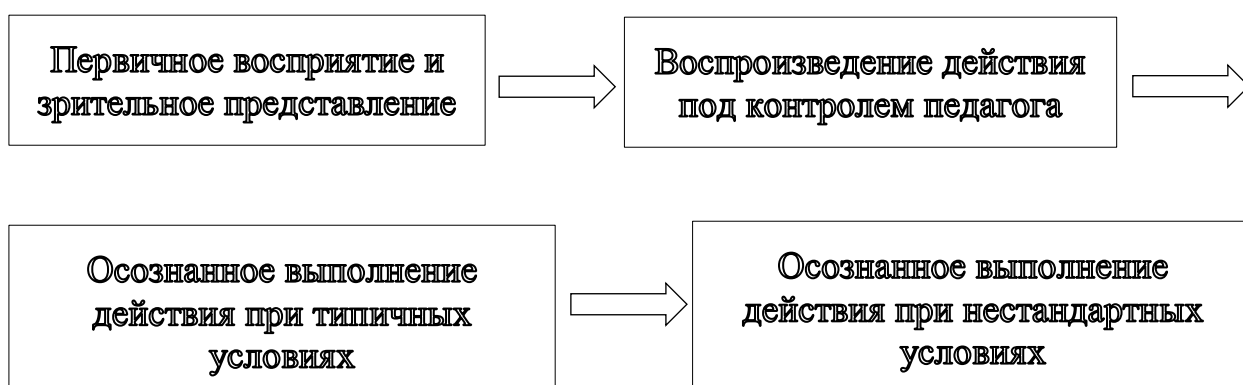 Первичное восприятие и
зрительное представление
Воспроизведение действия
под контролем педагога
Осознанное выполнение
действия при типичных
условиях
Осознанное выполнение
действия при нестандартных
условиях